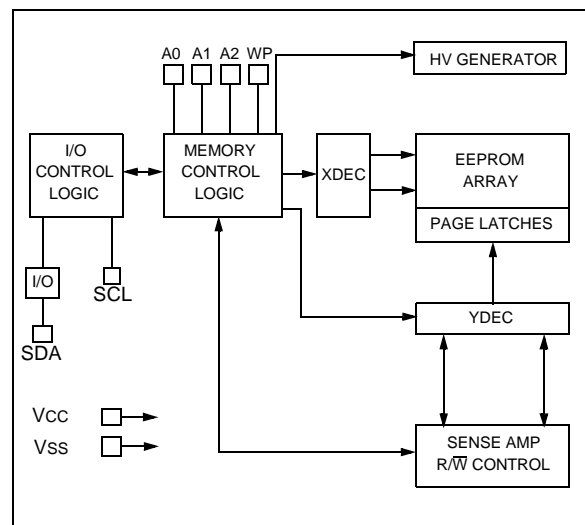 A0 A1 A2 WP
HV GENERATOR
I/O
CONTROL
LOGIC
MEMORY
CONTROL
LOGIC
XDEC
EEPROM
ARRAY
PAGE LATCHES
I/O
SCL
SDA
YDEC
VCC
VSS
SENSE AMP
R/W̅ CONTROL